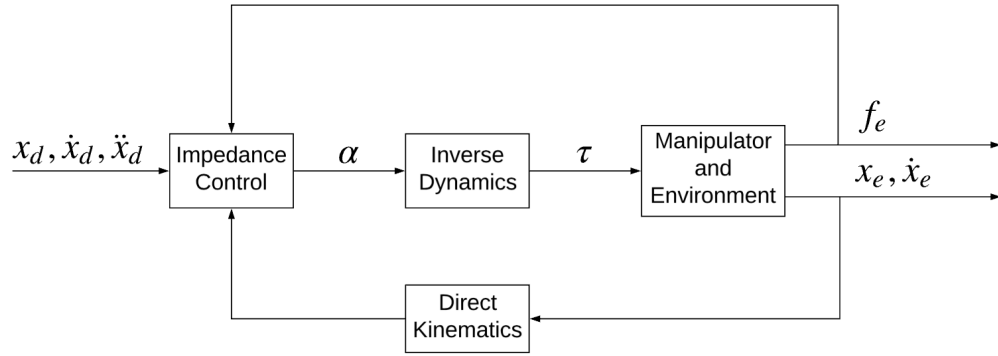 f_e
x_d, ẋ_d, ẍ_d
Impedance
Control
α
Inverse
Dynamics
τ
Manipulator
and
Environment
x_e, ẋ_e
Direct
Kinematics